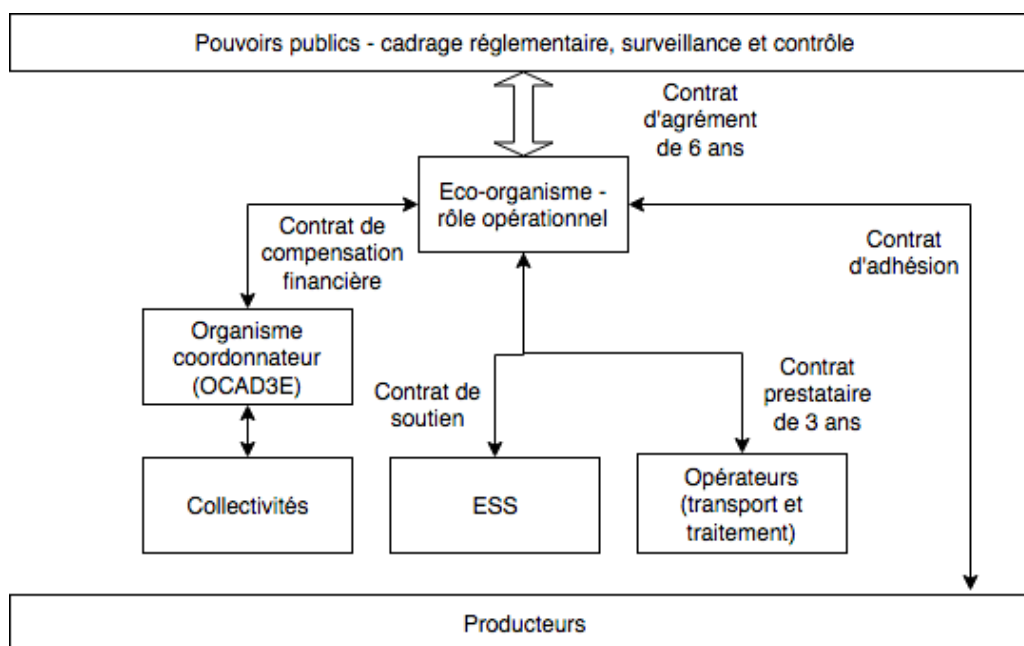 Pouvoirs publics - cadrage réglementaire, surveillance et contrôle
Contrat
d'agrément
de 6 ans
Eco-organisme -
rôle opérationnel
Contrat de
compensation
financière
Contrat
d'adhésion
Organisme
coordonnateur
(OCAD3E)
Contrat de
soutien
Contrat
prestataire
de 3 ans
Collectivités
ESS
Opérateurs
(transport et
traitement)
Producteurs